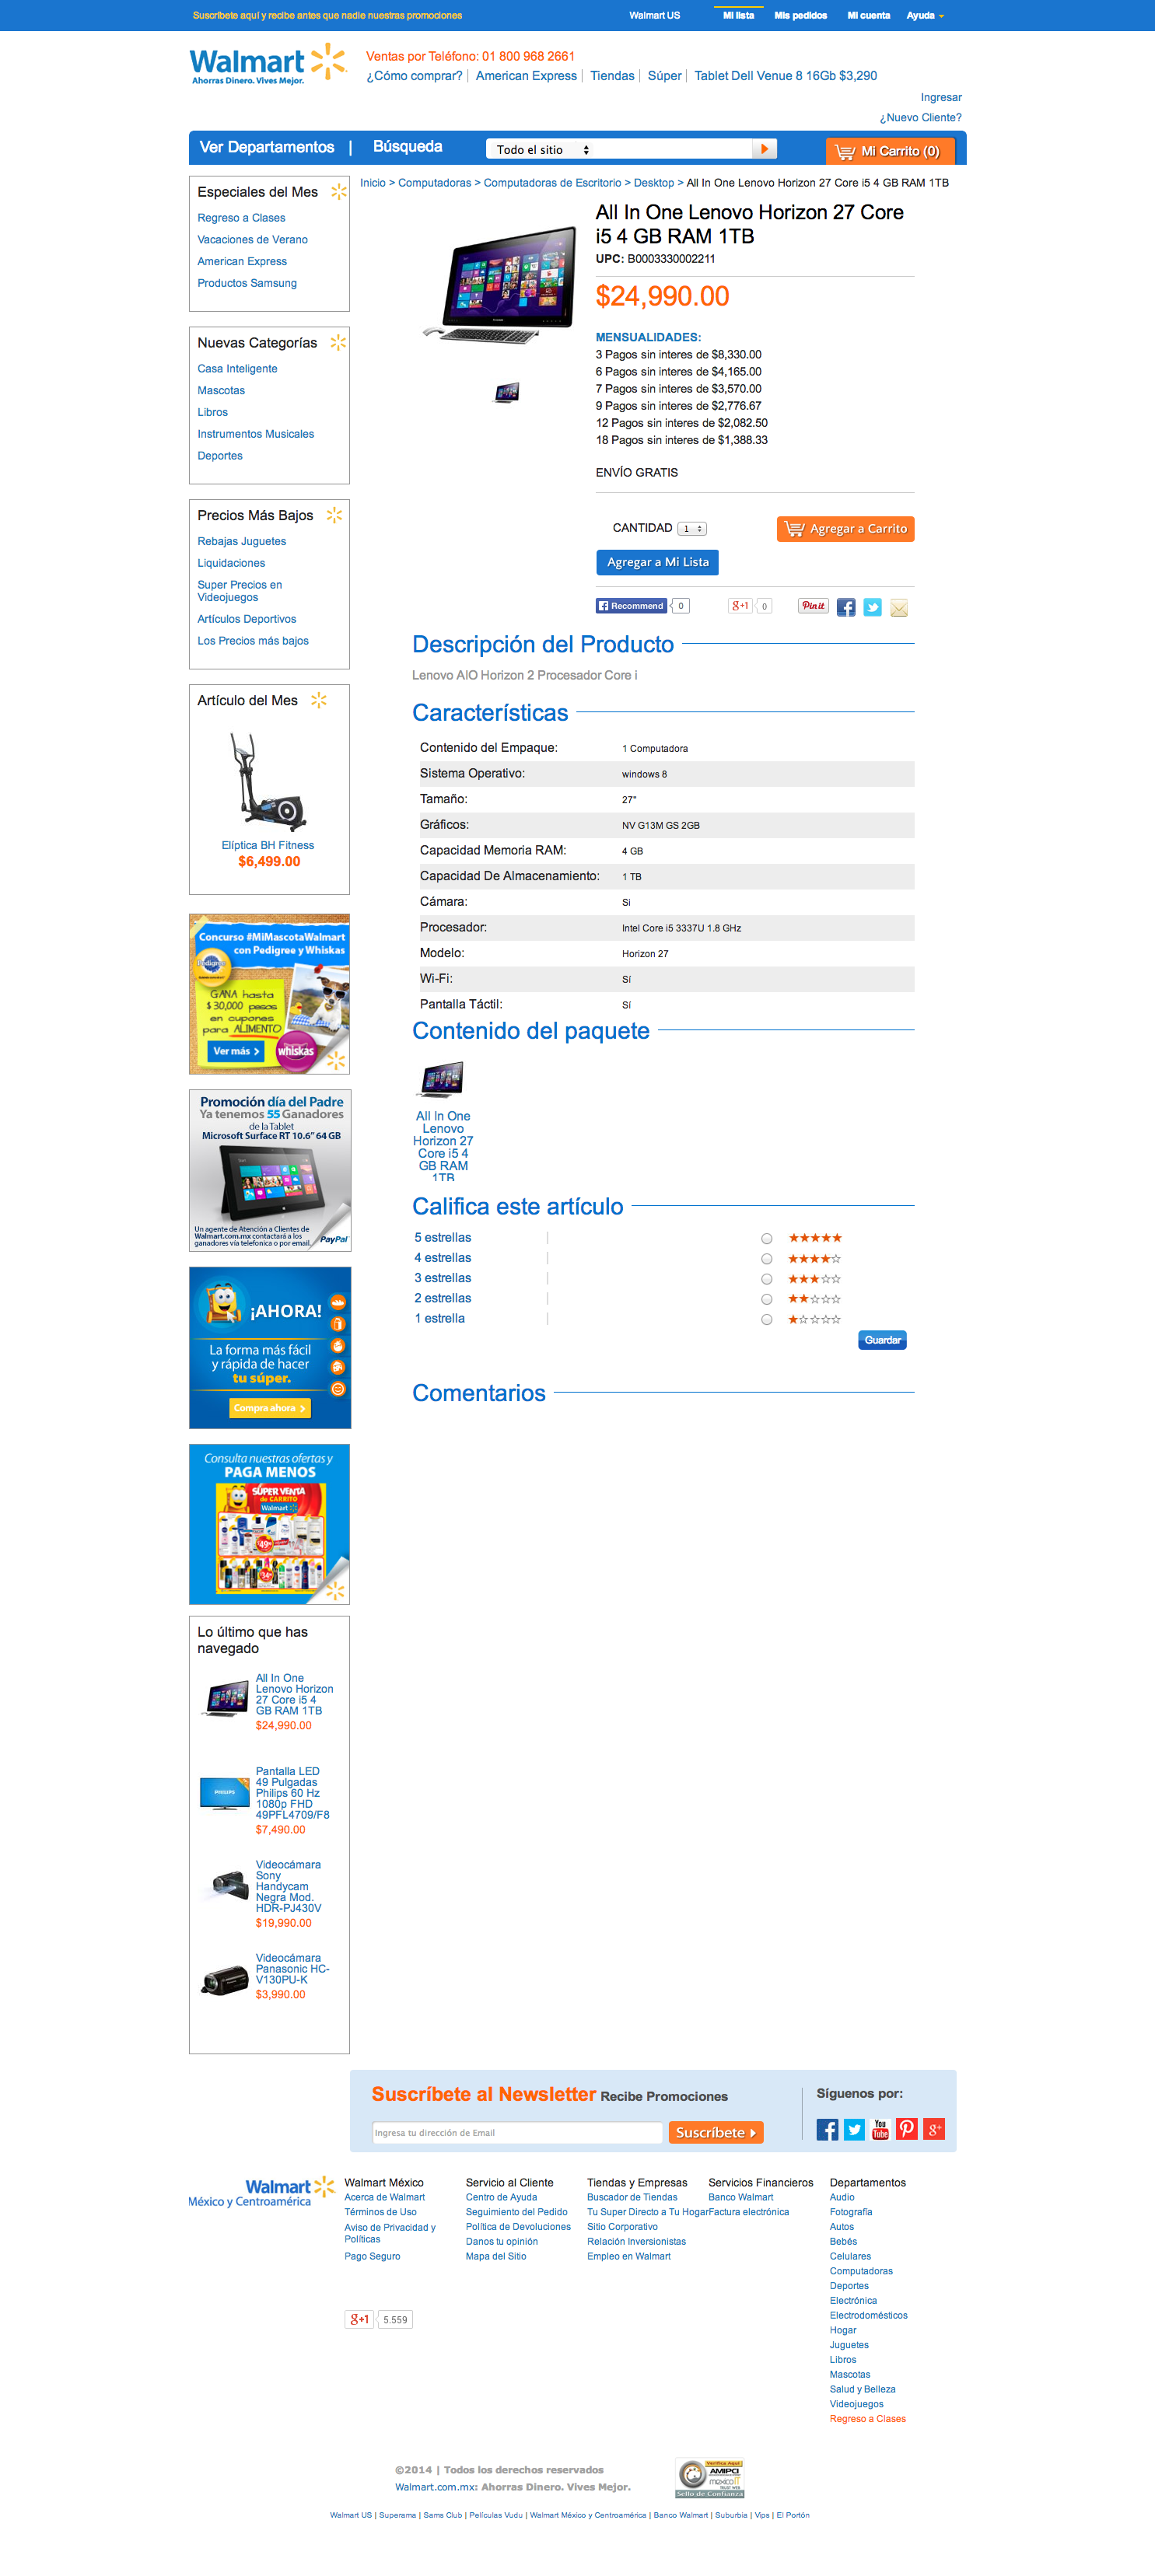 Suscríbete aquí y recibe antes que nadie nuestras promociones
Walmart US
Mi lista
Mis pedidos
Mi cuenta
Ayuda
Walmart
Ahorras Dinero. Vives Mejor.
Ventas por Teléfono: 01 800 968 2661
¿Cómo comprar? | American Express | Tiendas | Súper | Tablet Dell Venue 8 16Gb $3,290
Ingresar
¿Nuevo Cliente?
Ver Departamentos | Búsqueda
Todo el sitio
Mi Carrito (0)
Inicio > Computadoras > Computadoras de Escritorio > Desktop > All In One Lenovo Horizon 27 Core i5 4 GB RAM 1TB
Especiales del Mes
Regreso a Clases
Vacaciones de Verano
American Express
Productos Samsung
Nuevas Categorías
Casa Inteligente
Mascotas
Libros
Instrumentos Musicales
Deportes
Precios Más Bajos
Rebajas Juguetes
Liquidaciones
Super Precios en
Videojuegos
Artículos Deportivos
Los Precios más bajos
Artículo del Mes
Elíptica BH Fitness
$6,499.00
Concurso #MiMascotaWalmart
con Pedigree y Whiskas
Pedigree
GANA hasta
$30,000 pesos
en cupones
para ALIMENTO
Ver más >
whiskas
Promoción día del Padre
Ya tenemos 55 Ganadores
de la Tablet
Microsoft Surface RT 10.6" 64 GB
Un agente de Atención a Clientes de
Walmart.com.mx contactará a los
ganadores vía telefonica o por email.
PayPal
¡AHORA!
La forma más fácil
y rápida de hacer
tu súper.
Compra ahora >
Consulta nuestras ofertas y
PAGA MENOS
SÚPER VENTA
de CARRITO
Walmart
Lo último que has
navegado
All In One
Lenovo Horizon
27 Core i5 4
GB RAM 1TB
$24,990.00
PHILIPS
Pantalla LED
49 Pulgadas
Philips 60 Hz
1080p FHD
49PFL4709/F8
$7,490.00
Videocámara
Sony
Handycam
Negra Mod.
HDR-PJ430V
$19,990.00
Videocámara
Panasonic HC-
V130PU-K
$3,990.00
All In One Lenovo Horizon 27 Core
i5 4 GB RAM 1TB
UPC: B0003330002211
$24,990.00
MENSUALIDADES:
3 Pagos sin interes de $8,330.00
6 Pagos sin interes de $4,165.00
7 Pagos sin interes de $3,570.00
9 Pagos sin interes de $2,776.67
12 Pagos sin interes de $2,082.50
18 Pagos sin interes de $1,388.33
ENVÍO GRATIS
CANTIDAD 1
Agregar a Carrito
Agregar a Mi Lista
Recommend 0
g+1 0
Pin it
Descripción del Producto
Lenovo AIO Horizon 2 Procesador Core i
Características
Contenido del Empaque: 1 Computadora
Sistema Operativo: windows 8
Tamaño: 27"
Gráficos: NV G13M GS 2GB
Capacidad Memoria RAM: 4 GB
Capacidad De Almacenamiento: 1 TB
Cámara: Si
Procesador: Intel Core i5 3337U 1.8 GHz
Modelo: Horizon 27
Wi-Fi: Sí
Pantalla Táctil: Sí
Contenido del paquete
All In One
Lenovo
Horizon 27
Core i5 4
GB RAM
1TB
Califica este artículo
5 estrellas
4 estrellas
3 estrellas
2 estrellas
1 estrella
Guardar
Comentarios
Suscríbete al Newsletter Recibe Promociones
Ingresa tu dirección de Email
Suscríbete
Síguenos por:
You Tube
g+
Walmart
México y Centroamérica
Walmart México
Acerca de Walmart
Términos de Uso
Aviso de Privacidad y
Políticas
Pago Seguro
Servicio al Cliente
Centro de Ayuda
Seguimiento del Pedido
Política de Devoluciones
Danos tu opinión
Mapa del Sitio
Tiendas y Empresas
Buscador de Tiendas
Tu Super Directo a Tu Hogar
Sitio Corporativo
Relación Inversionistas
Empleo en Walmart
Servicios Financieros
Banco Walmart
Factura electrónica
Departamentos
Audio
Fotografía
Autos
Bebés
Celulares
Computadoras
Deportes
Electrónica
Electrodomésticos
Hogar
Juguetes
Libros
Mascotas
Salud y Belleza
Videojuegos
Regreso a Clases
g+1 5.559
©2014 | Todos los derechos reservados
Walmart.com.mx: Ahorras Dinero. Vives Mejor.
Verifica Aquí
AMIPCI
Sello de Confianza
Walmart US | Superama | Sams Club | Películas Vudu | Walmart México y Centroamérica | Banco Walmart | Suburbia | Vips | El Portón